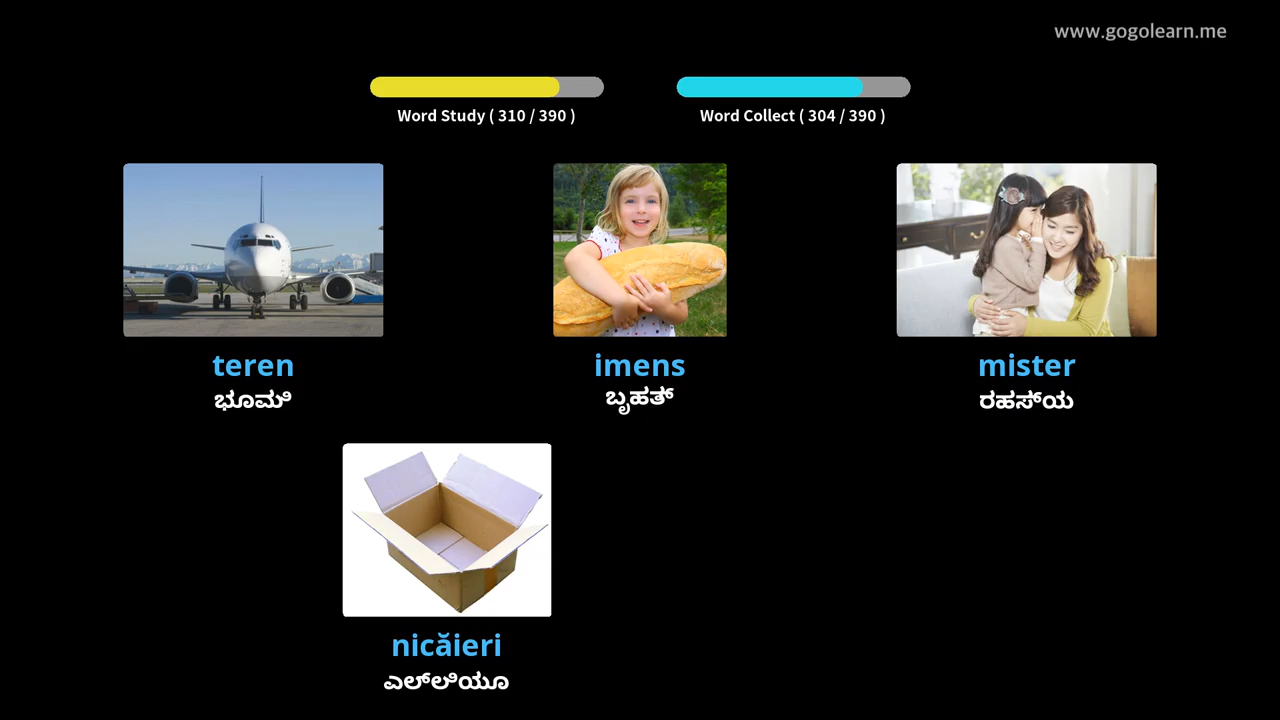 www.gogolearn.me
Word Study ( 310 / 390 )
Word Collect ( 304 / 390 )
teren
ಭೂಮಿ
imens
ಬೃಹತ್
mister
ರಹಸ್ಯ
nicăieri
ಎಲ್ಲಿಯೂ